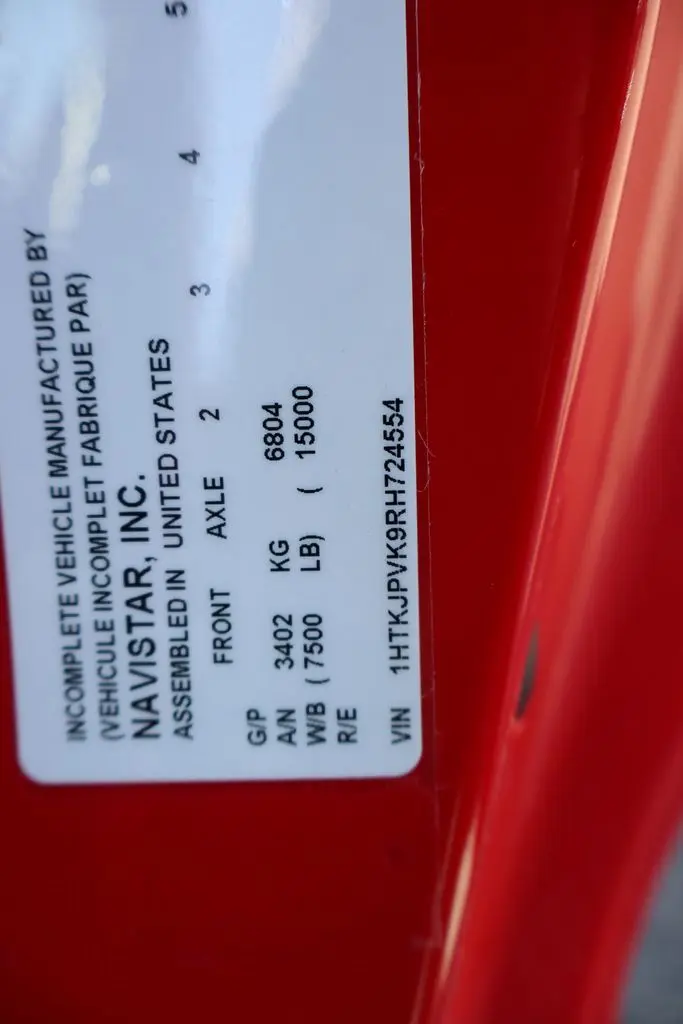 INCOMPLETE VEHICLE MANUFACTURED BY
(VEHICULE INCOMPLET FABRIQUE PAR)
NAVISTAR, INC.
ASSEMBLED IN UNITED STATES
FRONT AXLE 2 3 4 5
G/P
A/N 3402 KG 6804
W/B ( 7500 LB) ( 15000
R/E
VIN 1HTKJPVK9RH724554